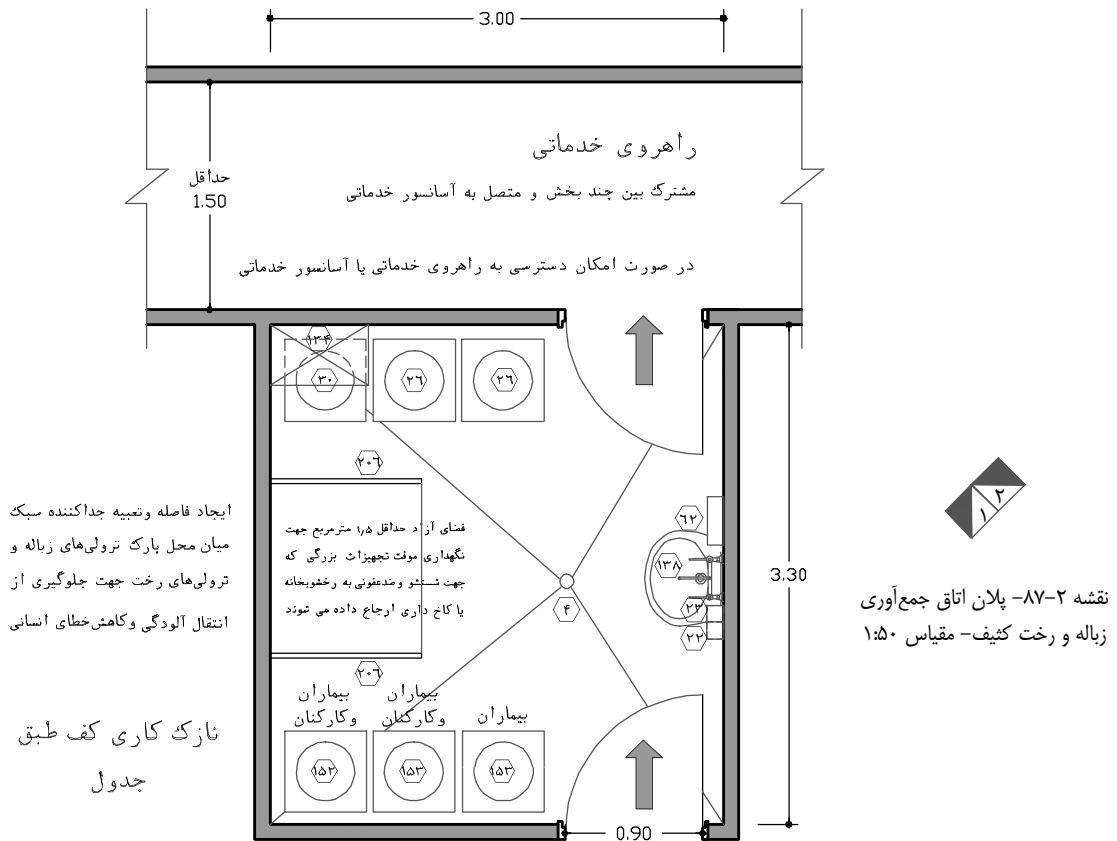 3.00
راهروی خدماتی
مشترک بین چند بخش و متصل به آسانسور خدماتی
حداقل
1.50
در صورت امکان دسترسی به راهروی خدماتی یا آسانسور خدماتی
۱۳۴
۳۰
۲۶
۲۶
۲۰۶
فضای آزاد حداقل ۱٫۵ مترمربع جهت
نگهداری موقت تجهیزات بزرگی که
جهت شستشو وضدعفونی به رختشویخانه
یا کاخ داری ارجاع داده می شوند
۲۰۶
۶۲
۱۳۸
۲۳
۲۲
۴
3.30
ایجاد فاصله وتعبیه جداکننده سبک
میان محل پارک ترولی‌های زباله و
ترولی‌های رخت جهت جلوگیری از
انتقال آلودگی وکاهش‌خطای انسانی
نازک کاری کف طبق
جدول
بیماران
وکارکنان
بیماران
وکارکنان
بیماران
۱۵۲
۱۵۳
۱۵۳
0.90
۱
۲
نقشه ۲-۸۷- پلان اتاق جمع‌آوری
زباله و رخت کثیف- مقیاس ۱:۵۰